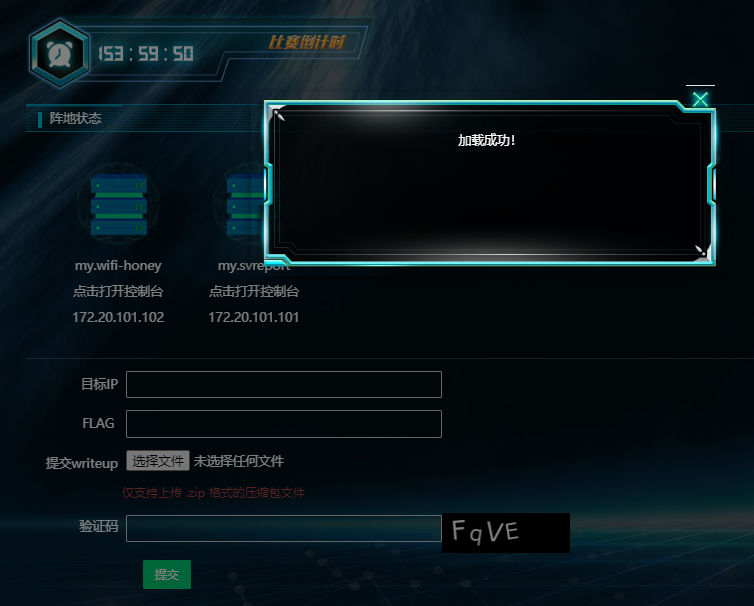 153:59:50
比赛倒计时
阵地状态
加载成功!
my.wifi-honey
my.svreport
点击打开控制台
点击打开控制台
172.20.101.102
172.20.101.101
目标IP
FLAG
提交writeup 选择文件 未选择任何文件
仅支持上传 .zip 格式的压缩包文件
验证码 FqVE
提交